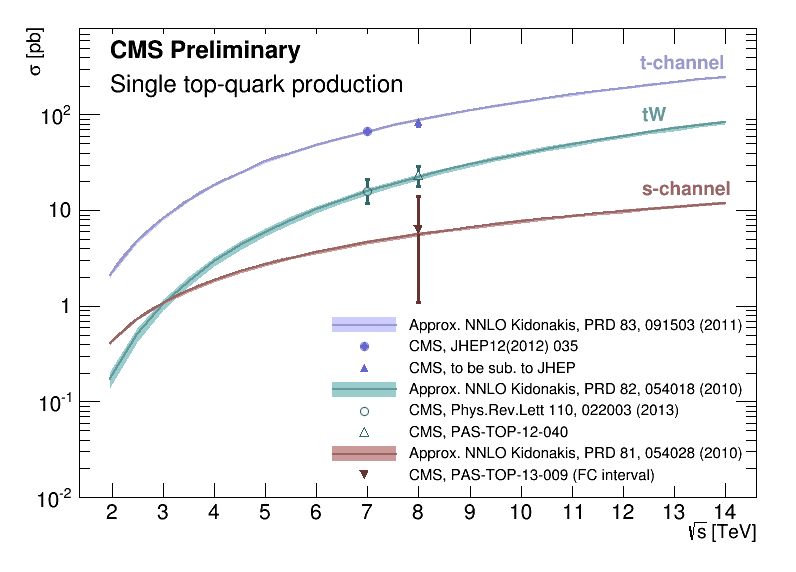 σ [pb]
CMS Preliminary
Single top-quark production
t-channel
tW
s-channel
10²
10
1
10⁻¹
10⁻²
Approx. NNLO Kidonakis, PRD 83, 091503 (2011)
CMS, JHEP12(2012) 035
CMS, to be sub. to JHEP
Approx. NNLO Kidonakis, PRD 82, 054018 (2010)
CMS, Phys.Rev.Lett 110, 022003 (2013)
CMS, PAS-TOP-12-040
Approx. NNLO Kidonakis, PRD 81, 054028 (2010)
CMS, PAS-TOP-13-009 (FC interval)
2 3 4 5 6 7 8 9 10 11 12 13 14
√s [TeV]